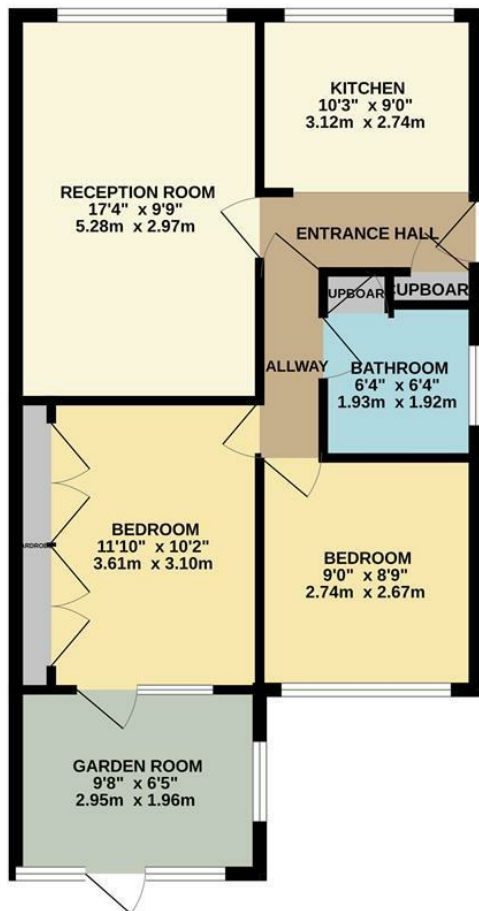 KITCHEN
10'3" x 9'0"
3.12m x 2.74m
RECEPTION ROOM
17'4" x 9'9"
5.28m x 2.97m
ENTRANCE HALL
UPBOAR
CUPBOAR
ALLWAY
BATHROOM
6'4" x 6'4"
1.93m x 1.92m
BEDROOM
11'10" x 10'2"
3.61m x 3.10m
BEDROOM
9'0" x 8'9"
2.74m x 2.67m
GARDEN ROOM
9'8" x 6'5"
2.95m x 1.96m